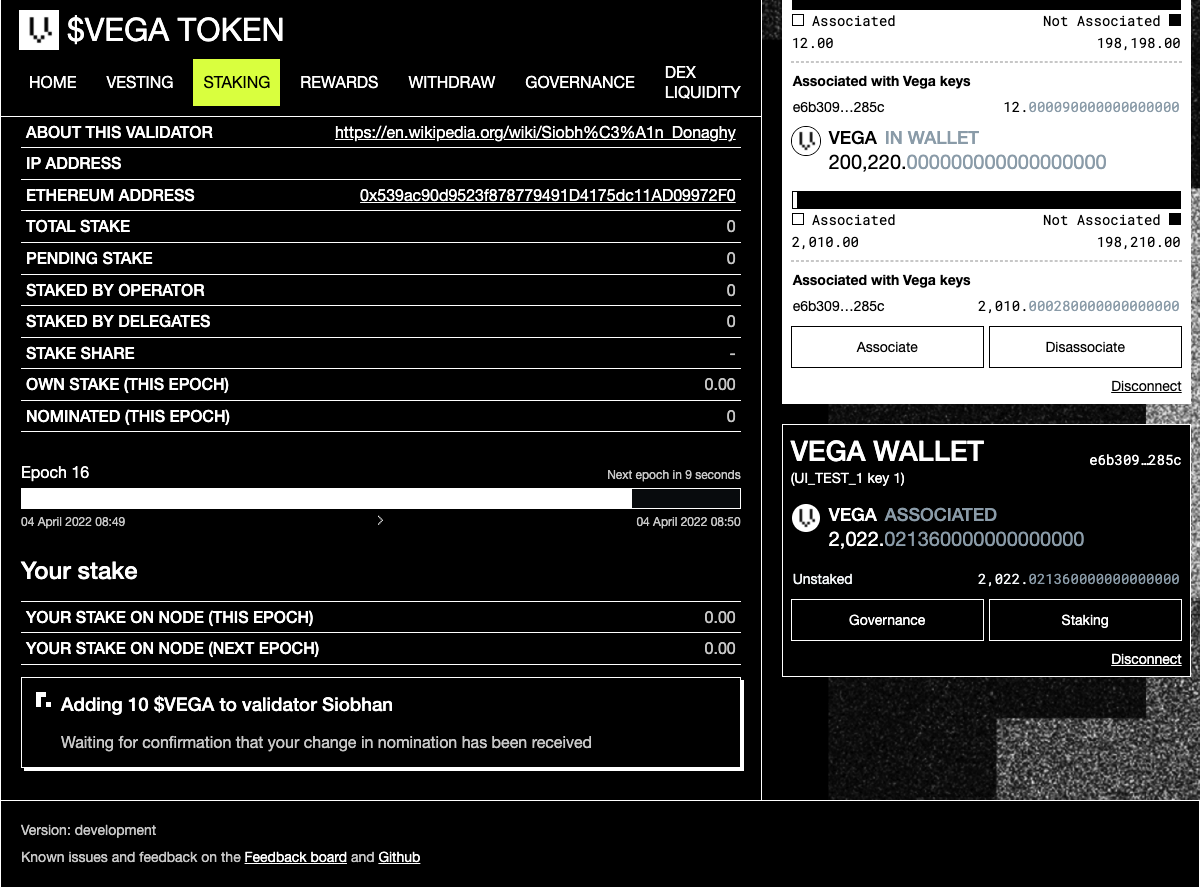 $VEGA TOKEN
HOME VESTING STAKING REWARDS WITHDRAW GOVERNANCE DEX LIQUIDITY
ABOUT THIS VALIDATOR https://en.wikipedia.org/wiki/Siobh%C3%A1n_Donaghy
IP ADDRESS
ETHEREUM ADDRESS 0x539ac90d9523f878779491D4175dc11AD09972F0
TOTAL STAKE 0
PENDING STAKE 0
STAKED BY OPERATOR 0
STAKED BY DELEGATES 0
STAKE SHARE -
OWN STAKE (THIS EPOCH) 0.00
NOMINATED (THIS EPOCH) 0
Epoch 16 Next epoch in 9 seconds
04 April 2022 08:49 > 04 April 2022 08:50
Your stake
YOUR STAKE ON NODE (THIS EPOCH) 0.00
YOUR STAKE ON NODE (NEXT EPOCH) 0.00
Adding 10 $VEGA to validator Siobhan
Waiting for confirmation that your change in nomination has been received
Associated Not Associated
12.00 198,198.00
Associated with Vega keys
e6b309…285c 12.000090000000000000
VEGA IN WALLET
200,220.000000000000000000
Associated Not Associated
2,010.00 198,210.00
Associated with Vega keys
e6b309…285c 2,010.000280000000000000
Associate Disassociate
Disconnect
VEGA WALLET e6b309…285c
(UI_TEST_1 key 1)
VEGA ASSOCIATED
2,022.021360000000000000
Unstaked 2,022.021360000000000000
Governance Staking
Disconnect
Version: development
Known issues and feedback on the Feedback board and Github